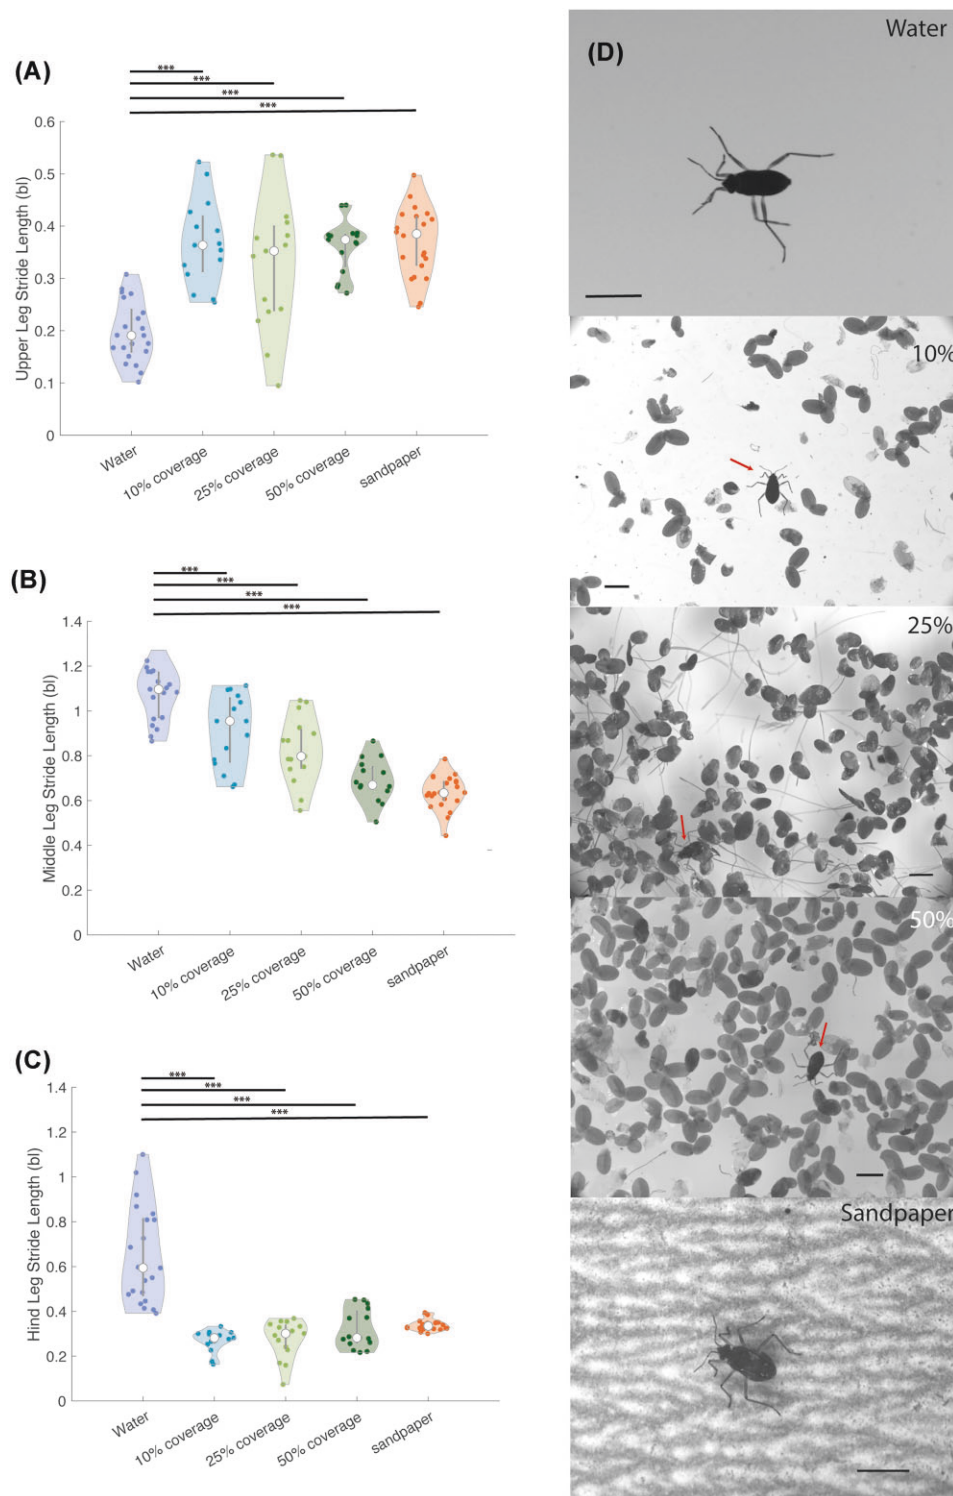 (A)
***
***
***
***
Upper Leg Stride Length (bl)
0.6
0.5
0.4
0.3
0.2
0.1
0
Water
10% coverage
25% coverage
50% coverage
sandpaper
(B)
***
***
***
***
Middle Leg Stride Length (bl)
1.4
1.2
1
0.8
0.6
0.4
0.2
0
Water
10% coverage
25% coverage
50% coverage
sandpaper
(C)
***
***
***
***
Hind Leg Stride Length (bl)
1.4
1.2
1
0.8
0.6
0.4
0.2
0
Water
10% coverage
25% coverage
50% coverage
sandpaper
(D)
Water
10%
25%
50%
Sandpaper